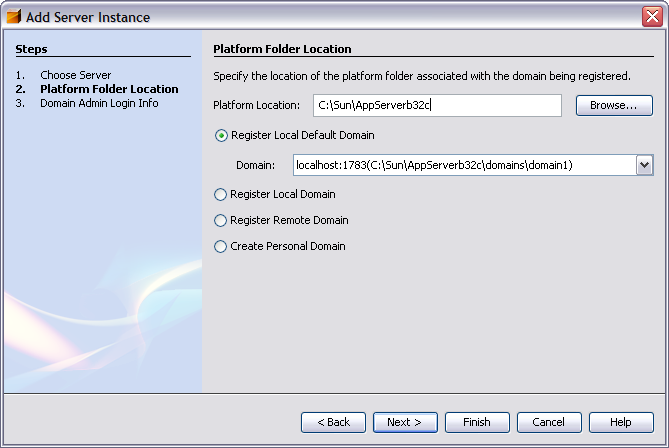 Add Server Instance
Steps
1. Choose Server
2. Platform Folder Location
3. Domain Admin Login Info
Platform Folder Location
Specify the location of the platform folder associated with the domain being registered.
Platform Location: C:\Sun\AppServerb32c Browse...
Register Local Default Domain
Domain: localhost:1783(C:\Sun\AppServerb32c\domains\domain1)
Register Local Domain
Register Remote Domain
Create Personal Domain
< Back Next > Finish Cancel Help